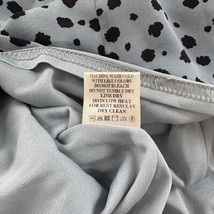 MACHINE WASH COLD
WITH LIKE COLORS
DO NOT BLEACH
DO NOT TUMBLE DRY
LINE DRY
IRON LOW HEAT
FOR BEST RESULTS
DRY CLEAN